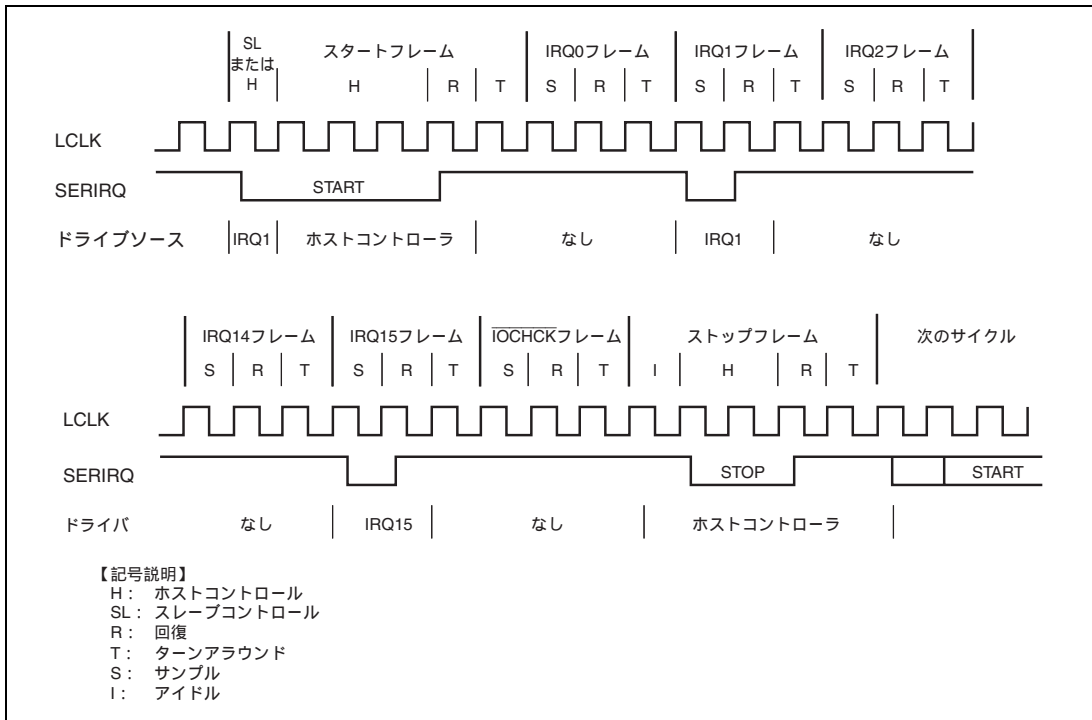 SL
または
H
スタートフレーム
IRQ0フレーム
IRQ1フレーム
IRQ2フレーム
H R T S R T S R T S R T
LCLK
SERIRQ
START
ドライブソース IRQ1 ホストコントローラ なし IRQ1 なし
IRQ14フレーム IRQ15フレーム IOCHCKフレーム ストップフレーム 次のサイクル
S R T S R T S R T I H R T
LCLK
SERIRQ
STOP START
ドライバ なし IRQ15 なし ホストコントローラ
【記号説明】
H： ホストコントロール
SL： スレーブコントロール
R： 回復
T： ターンアラウンド
S： サンプル
I： アイドル